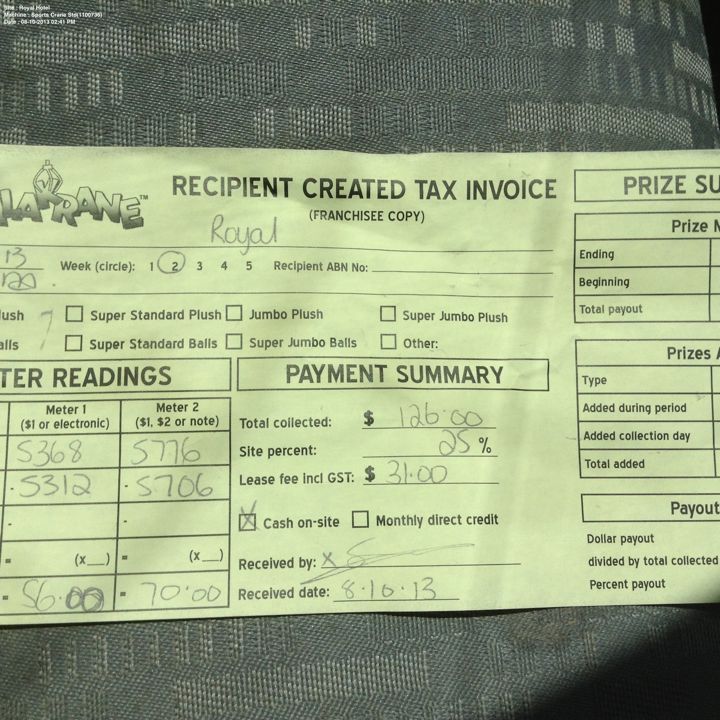 Site : Royal Hotel
Machine : Sports Crane Std(1100736)
Date : 08-10-2013 02:41 PM
RECIPIENT CREATED TAX INVOICE
(FRANCHISEE COPY)
PRIZE SU
Royal
13
Week (circle): 1 2 3 4 5 Recipient ABN No:
Prize M
Ending
Beginning
Total payout
lush Super Standard Plush Jumbo Plush Super Jumbo Plush
alls Super Standard Balls Super Jumbo Balls Other:
TER READINGS
Meter 1 Meter 2
($1 or electronic) ($1, $2 or note)
5368 5776
- 5312 - 5706
- -
= (x__) = (x__)
= 56.00 = 70.00
PAYMENT SUMMARY
Total collected: $ 126.00
Site percent: 25 %
Lease fee incl GST: $ 31.00
X Cash on-site Monthly direct credit
Received by: x
Received date: 8.10.13
Prizes A
Type
Added during period
Added collection day
Total added
Payout
Dollar payout
divided by total collected
Percent payout